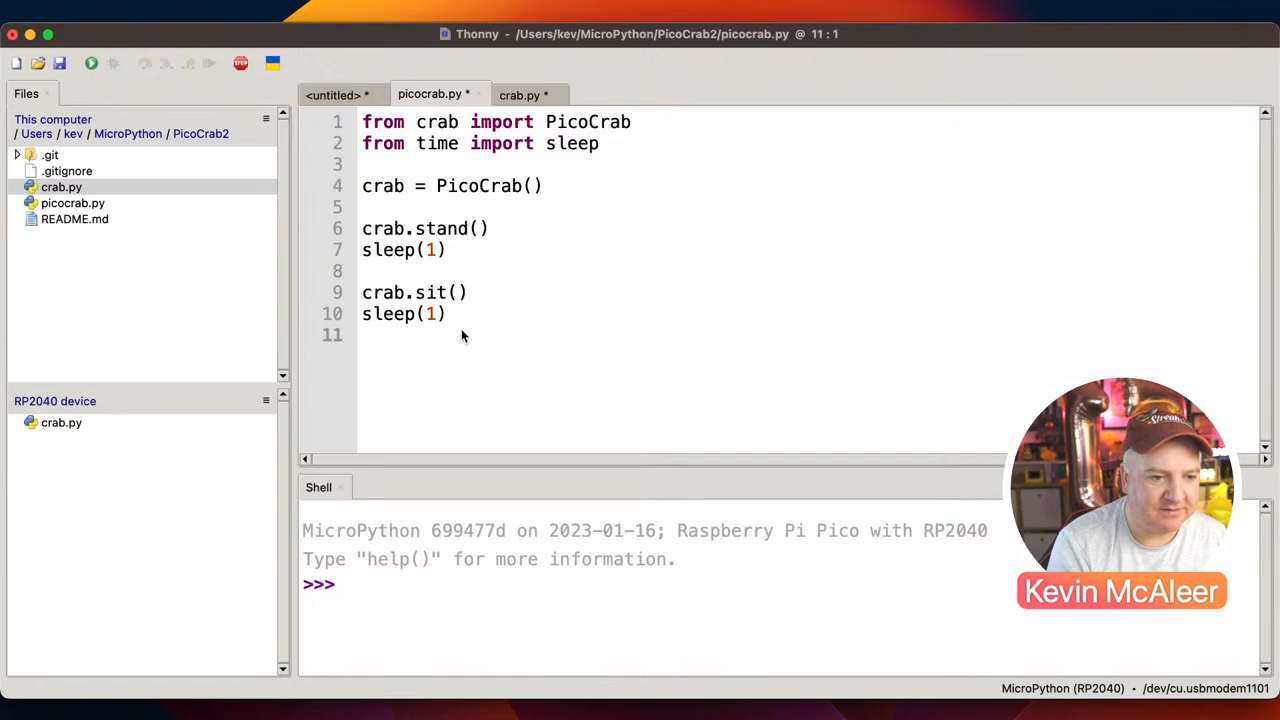 Thonny - /Users/kev/MicroPython/PicoCrab2/picocrab.py @ 11 : 1
STOP
Files
This computer
/ Users / kev / MicroPython / PicoCrab2
.git
.gitignore
crab.py
picocrab.py
README.md
RP2040 device
crab.py
<untitled> *
picocrab.py *
crab.py *
1 from crab import PicoCrab
2 from time import sleep
3
4 crab = PicoCrab()
5
6 crab.stand()
7 sleep(1)
8
9 crab.sit()
10 sleep(1)
11
Shell
MicroPython 699477d on 2023-01-16; Raspberry Pi Pico with RP2040
Type "help()" for more information.
>>>
Kevin McAleer
MicroPython (RP2040) • /dev/cu.usbmodem1101